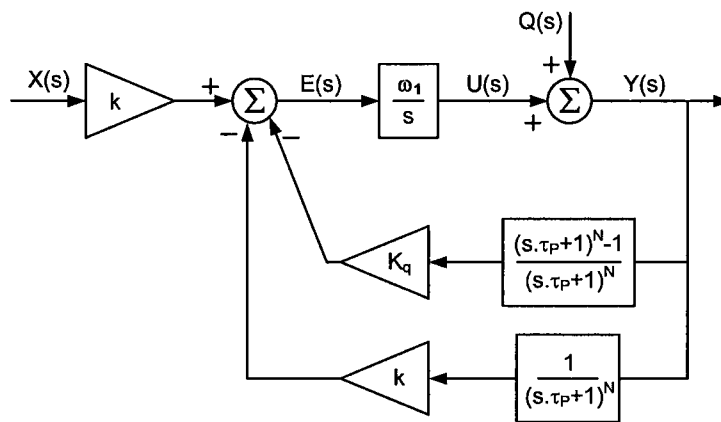 Q(s)
X(s)
k
+
Σ
−
−
E(s)
ω₁
s
U(s)
+
+
Σ
Y(s)
K_q
(s.τ_P+1)^N-1
(s.τ_P+1)^N
k
1
(s.τ_P+1)^N